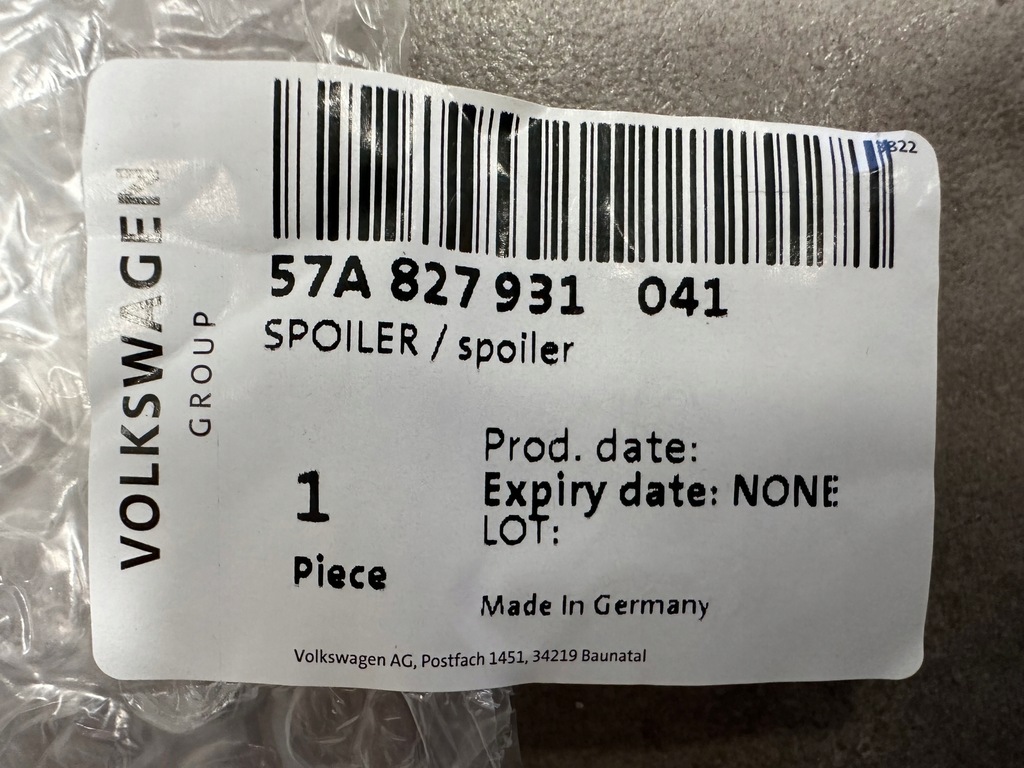 VOLKSWAGEN
GROUP
57A 827 931 041
SPOILER / spoiler
1
Piece
Prod. date:
Expiry date: NONE
LOT:
Made In Germany
Volkswagen AG, Postfach 1451, 34219 Baunatal